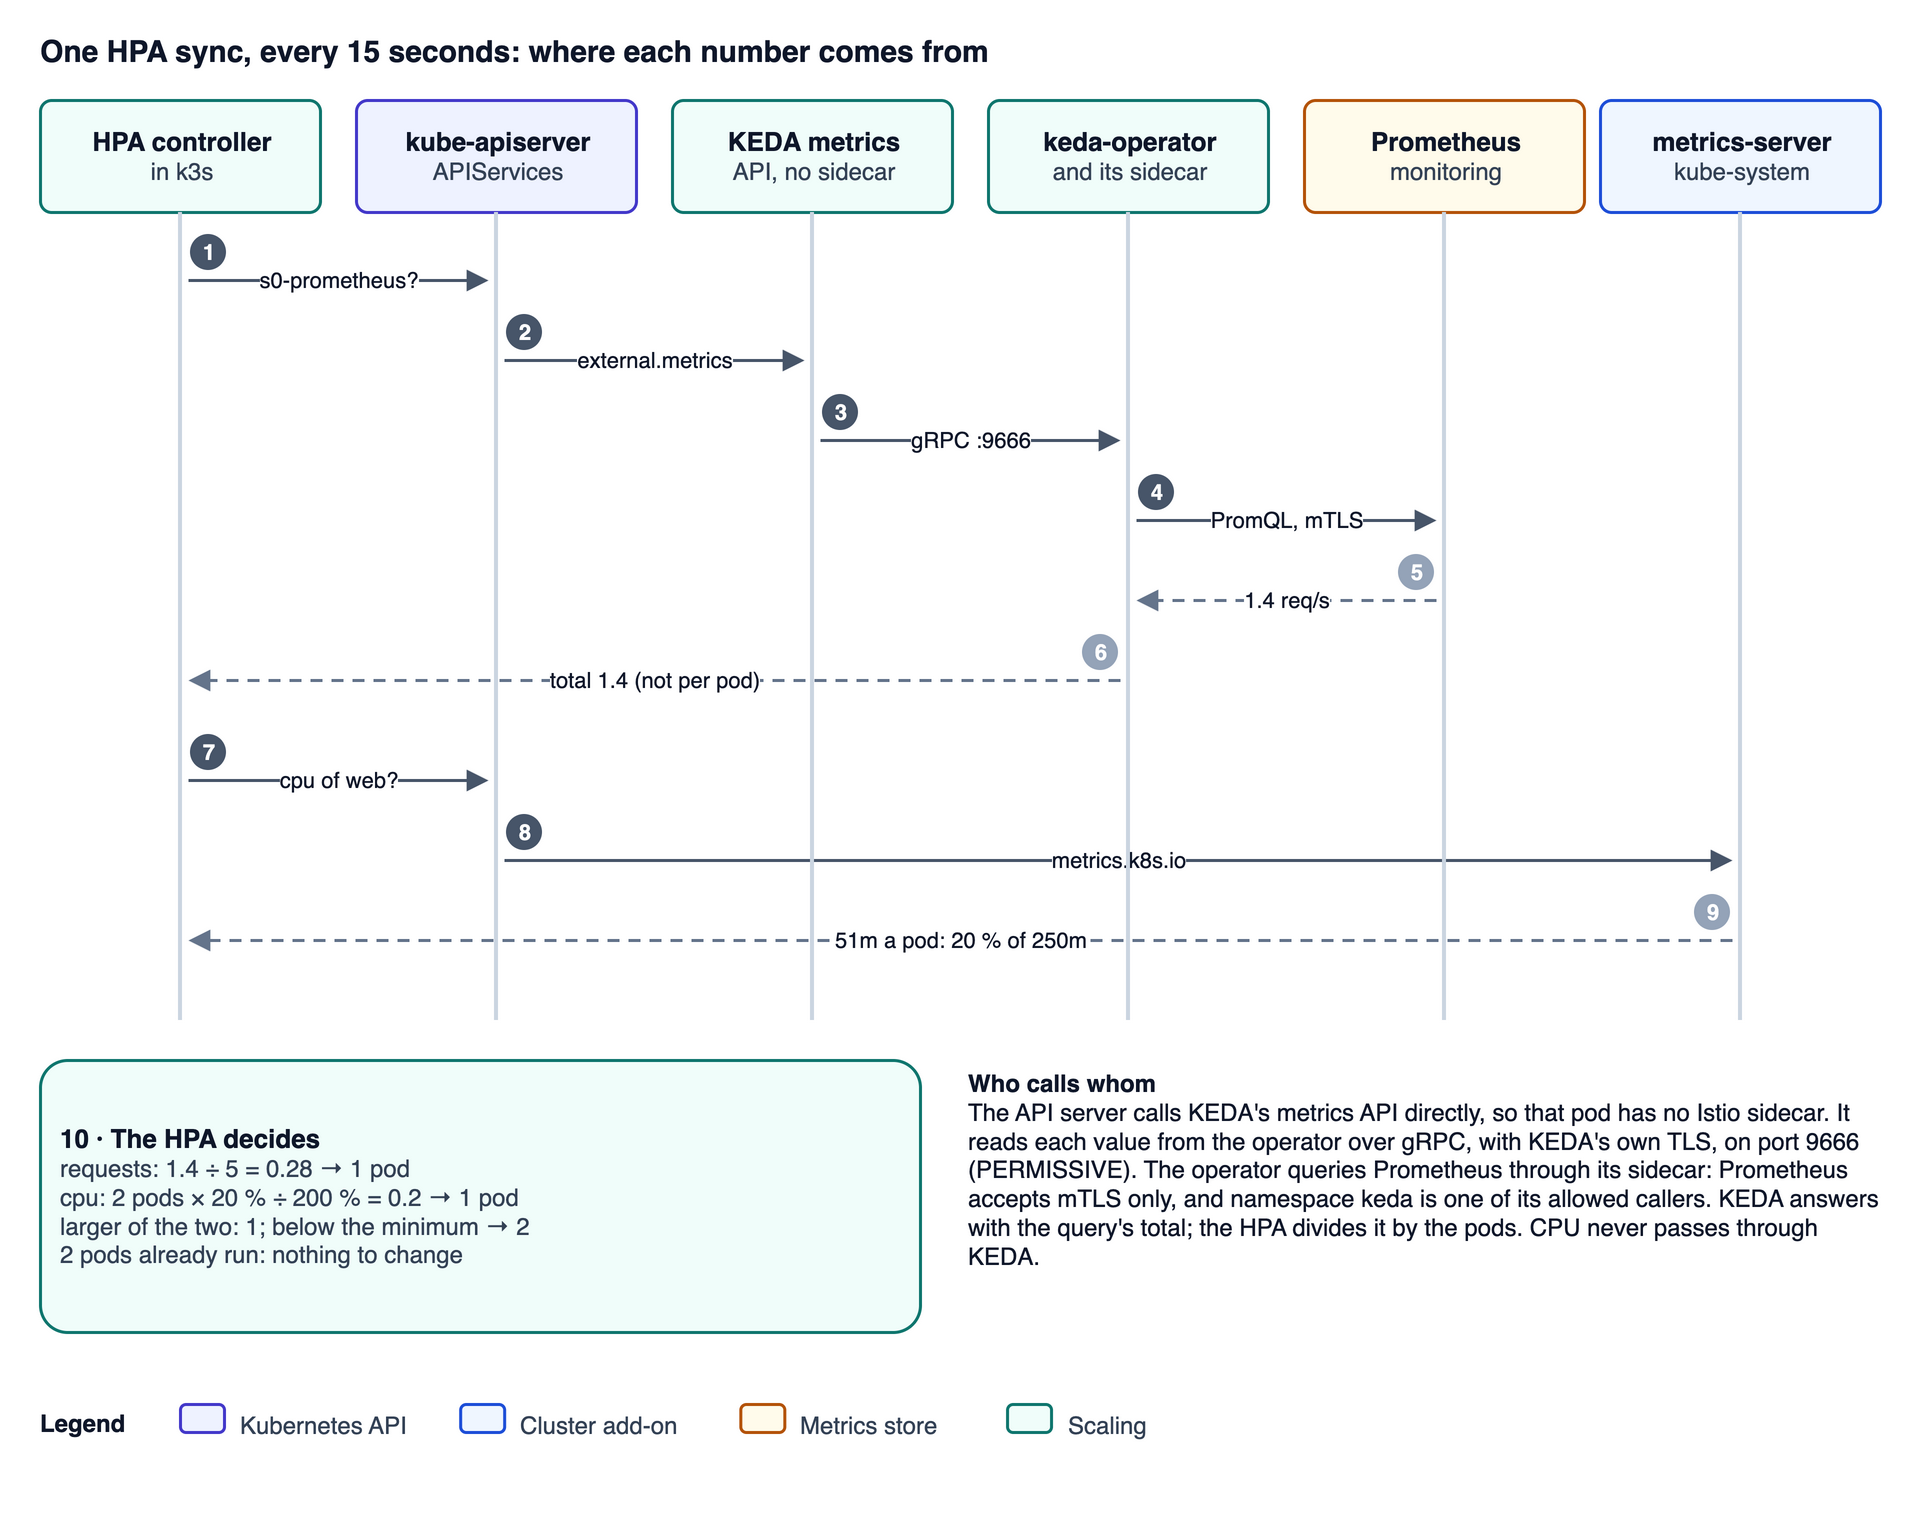 One HPA sync, every 15 seconds: where each number comes from
HPA controller
in k3s
kube-apiserver
APIServices
KEDA metrics
API, no sidecar
keda-operator
and its sidecar
Prometheus
monitoring
metrics-server
kube-system
1
s0-prometheus?
2
external.metrics
3
gRPC :9666
4
PromQL, mTLS
5
1.4 req/s
6
total 1.4 (not per pod)
7
cpu of web?
8
metrics.k8s.io
9
51m a pod: 20 % of 250m
10 · The HPA decides
requests: 1.4 ÷ 5 = 0.28 → 1 pod
cpu: 2 pods × 20 % ÷ 200 % = 0.2 → 1 pod
larger of the two: 1; below the minimum → 2
2 pods already run: nothing to change
Who calls whom
The API server calls KEDA's metrics API directly, so that pod has no Istio sidecar. It
reads each value from the operator over gRPC, with KEDA's own TLS, on port 9666
(PERMISSIVE). The operator queries Prometheus through its sidecar: Prometheus
accepts mTLS only, and namespace keda is one of its allowed callers. KEDA answers
with the query's total; the HPA divides it by the pods. CPU never passes through
KEDA.
Legend
Kubernetes API
Cluster add-on
Metrics store
Scaling